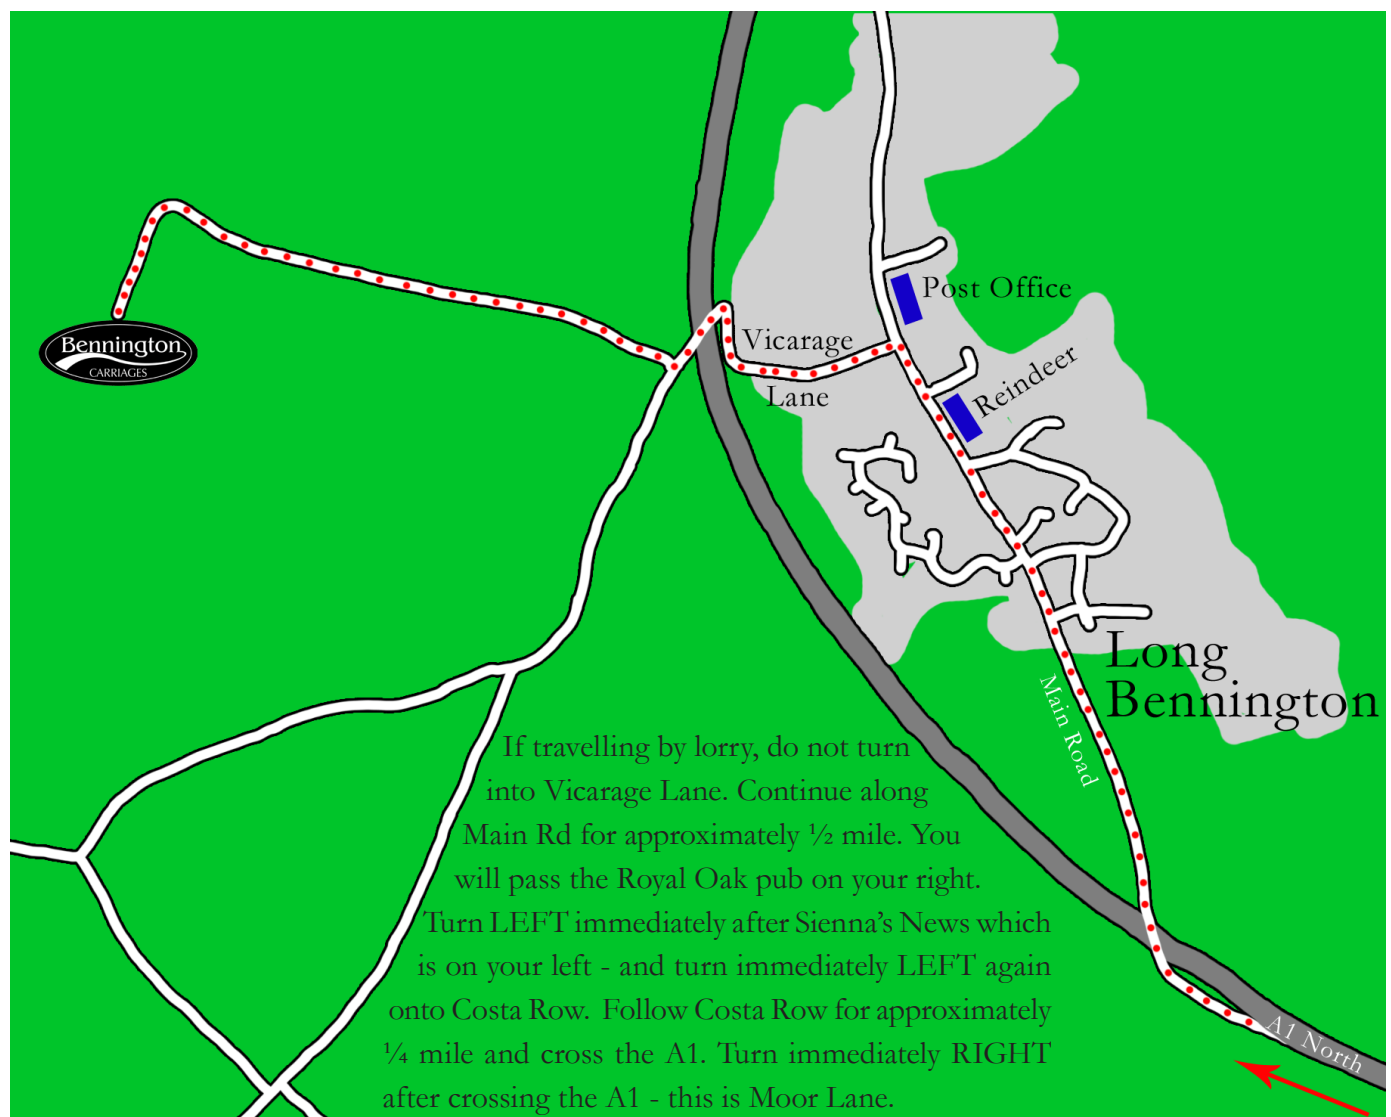 Post Office
Bennington
CARRIAGES
Vicarage
Lane
Reindeer
Long
Bennington
Main Road
If travelling by lorry, do not turn
into Vicarage Lane. Continue along
Main Rd for approximately ½ mile. You
will pass the Royal Oak pub on your right.
Turn LEFT immediately after Sienna's News which
is on your left - and turn immediately LEFT again
onto Costa Row. Follow Costa Row for approximately
¼ mile and cross the A1. Turn immediately RIGHT
after crossing the A1 - this is Moor Lane.
A1 North